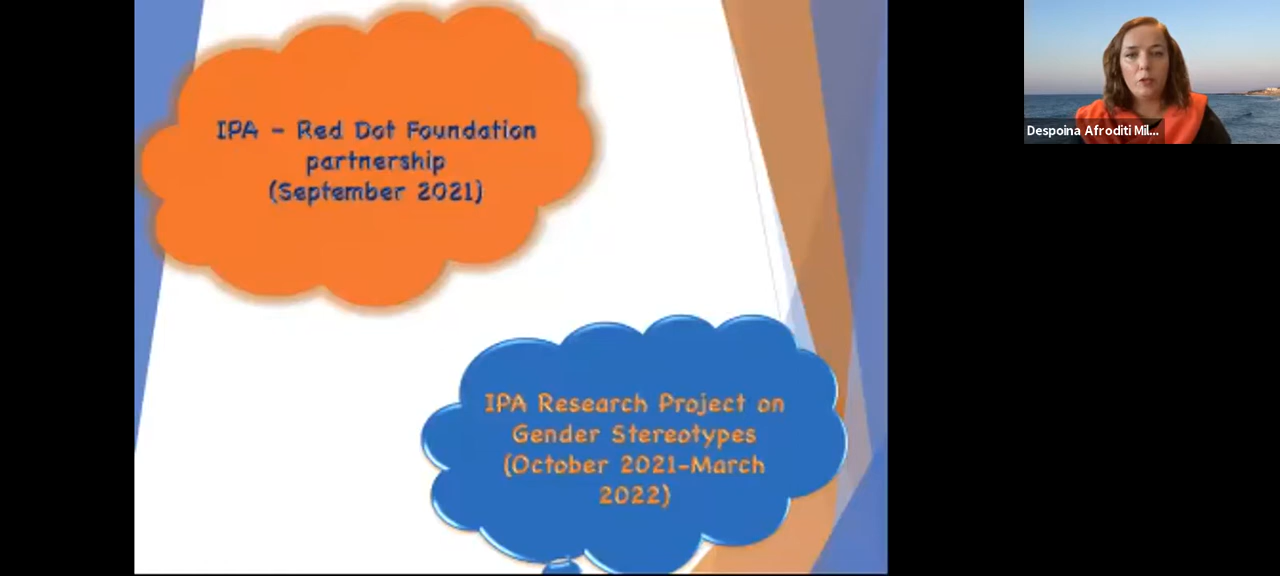 IPA - Red Dot Foundation
partnership
(September 2021)
Despoina Afroditi Mil...
IPA Research Project on
Gender Stereotypes
(October 2021-March
2022)